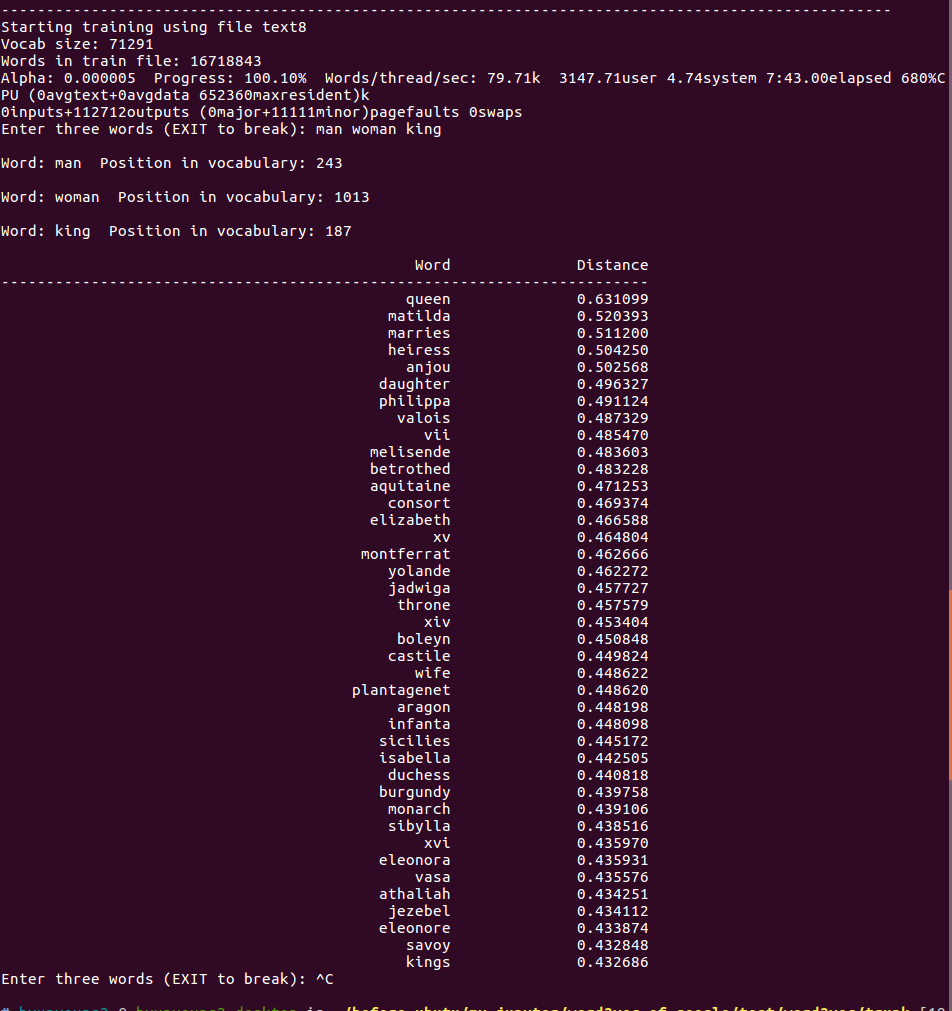 ---------------------------------------------------------------------------------------------------
Starting training using file text8
Vocab size: 71291
Words in train file: 16718843
Alpha: 0.000005  Progress: 100.10%  Words/thread/sec: 79.71k  3147.71user 4.74system 7:43.00elapsed 680%C
PU (0avgtext+0avgdata 652360maxresident)k
0inputs+112712outputs (0major+11111minor)pagefaults 0swaps
Enter three words (EXIT to break): man woman king
Word: man  Position in vocabulary: 243
Word: woman  Position in vocabulary: 1013
Word: king  Position in vocabulary: 187
Word Distance
------------------------------------------------------------------------
queen 0.631099
matilda 0.520393
marries 0.511200
heiress 0.504250
anjou 0.502568
daughter 0.496327
philippa 0.491124
valois 0.487329
vii 0.485470
melisende 0.483603
betrothed 0.483228
aquitaine 0.471253
consort 0.469374
elizabeth 0.466588
xv 0.464804
montferrat 0.462666
yolande 0.462272
jadwiga 0.457727
throne 0.457579
xiv 0.453404
boleyn 0.450848
castile 0.449824
wife 0.448622
plantagenet 0.448620
aragon 0.448198
infanta 0.448098
sicilies 0.445172
isabella 0.442505
duchess 0.440818
burgundy 0.439758
monarch 0.439106
sibylla 0.438516
xvi 0.435970
eleonora 0.435931
vasa 0.435576
athaliah 0.434251
jezebel 0.434112
eleonore 0.433874
savoy 0.432848
kings 0.432686
Enter three words (EXIT to break): ^C